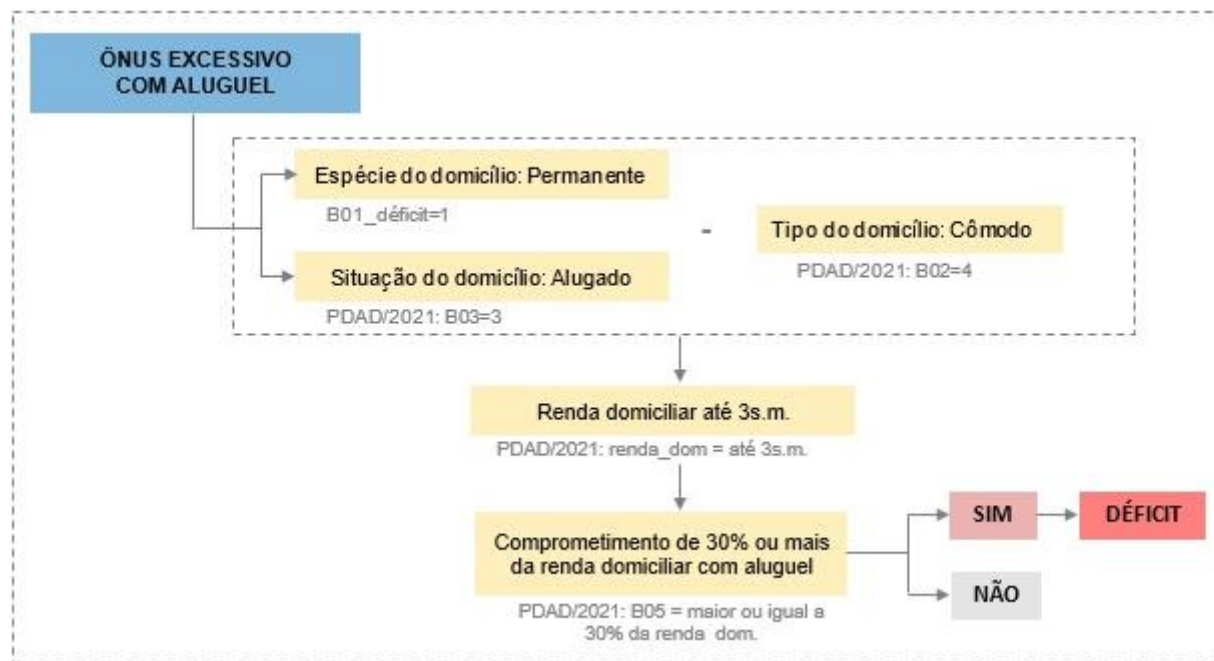 ÔNUS EXCESSIVO
COM ALUGUEL
Espécie do domicílio: Permanente
B01_déficit=1
-
Tipo do domicílio: Cômodo
PDAD/2021: B02=4
Situação do domicílio: Alugado
PDAD/2021: B03=3
Renda domiciliar até 3s.m.
PDAD/2021: renda_dom = até 3s.m.
Comprometimento de 30% ou mais
da renda domiciliar com aluguel
PDAD/2021: B05 = maior ou igual a
30% da renda_dom.
SIM
DÉFICIT
NÃO